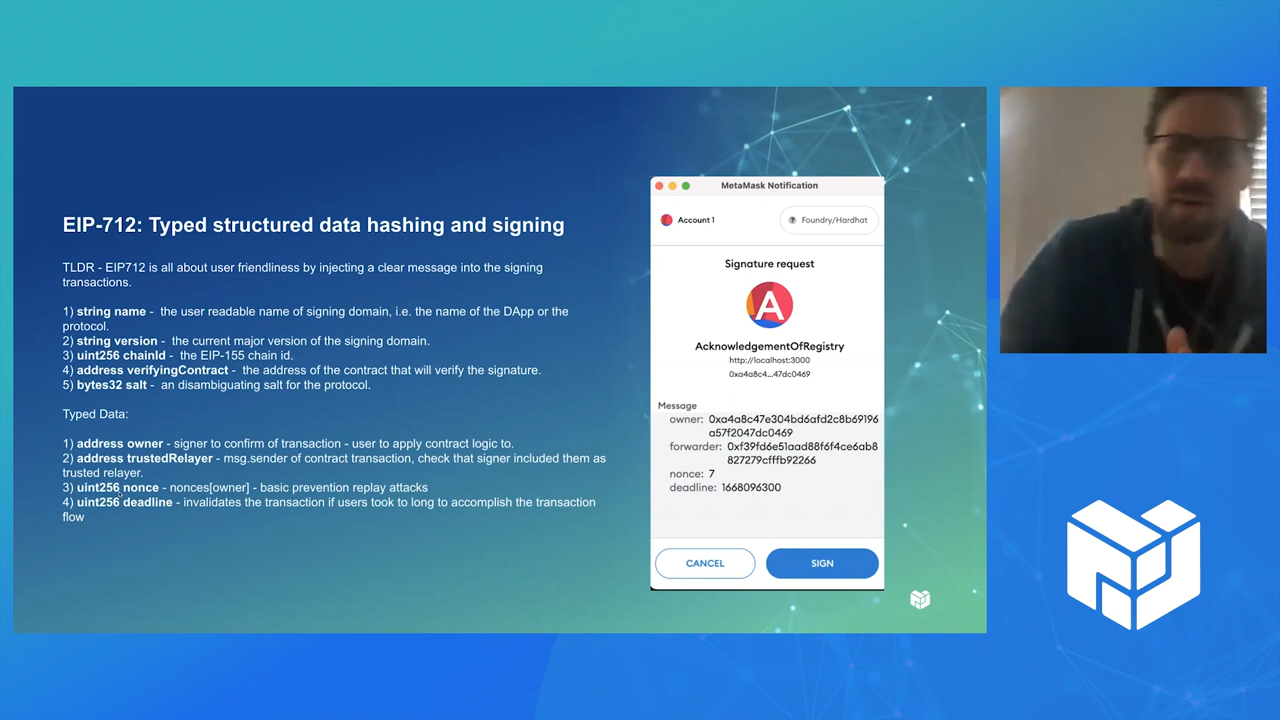 EIP-712: Typed structured data hashing and signing
TLDR - EIP712 is all about user friendliness by injecting a clear message into the signing
transactions.
1) string name - the user readable name of signing domain, i.e. the name of the DApp or the
protocol.
2) string version - the current major version of the signing domain.
3) uint256 chainId - the EIP-155 chain id.
4) address verifyingContract - the address of the contract that will verify the signature.
5) bytes32 salt - an disambiguating salt for the protocol.
Typed Data:
1) address owner - signer to confirm of transaction - user to apply contract logic to.
2) address trustedRelayer - msg.sender of contract transaction, check that signer included them as
trusted relayer.
3) uint256 nonce - nonces[owner] - basic prevention replay attacks
4) uint256 deadline - invalidates the transaction if users took to long to accomplish the transaction
flow
MetaMask Notification
Account 1
? Foundry/Hardhat
Signature request
A
AcknowledgementOfRegistry
http://localhost:3000
0xa4a8c4...47dc0469
Message
owner: 0xa4a8c47e304bd6afd2c8b69196
a57f2047dc0469
forwarder: 0xf39fd6e51aad88f6f4ce6ab8
827279cfffb92266
nonce: 7
deadline: 1668096300
CANCEL
SIGN